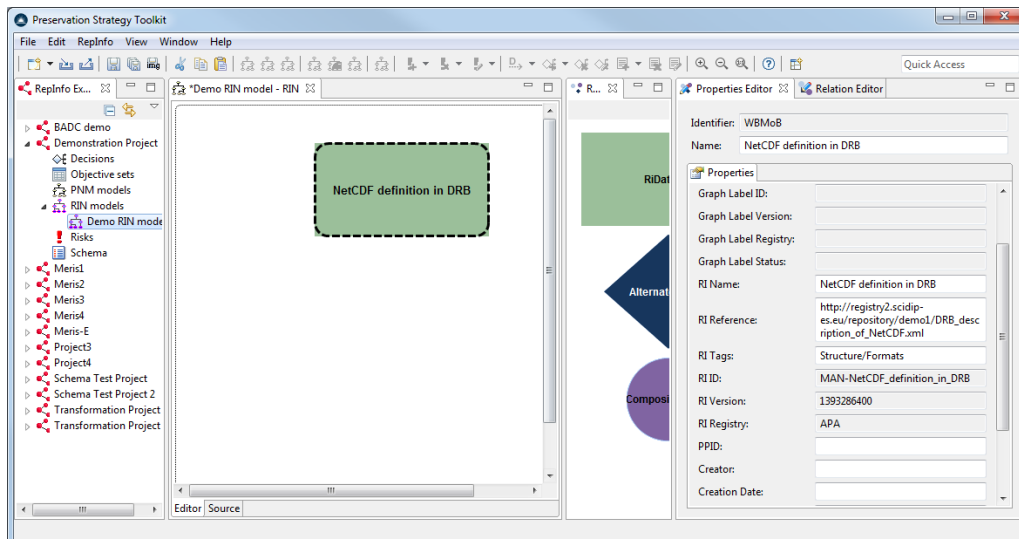 Preservation Strategy Toolkit
File Edit RepInfo View Window Help
Quick Access
RepInfo Ex...
BADC demo
Demonstration Project
Decisions
Objective sets
PNM models
RIN models
Demo RIN mode
Risks
Schema
Meris1
Meris2
Meris3
Meris4
Meris-E
Project3
Project4
Schema Test Project
Schema Test Project 2
Transformation Project
Transformation Project
*Demo RIN model - RIN
NetCDF definition in DRB
Editor Source
R...
RiDat
Alternat
Composi
Properties Editor Relation Editor
Identifier: WBMoB
Name: NetCDF definition in DRB
Properties
Graph Label ID:
Graph Label Version:
Graph Label Registry:
Graph Label Status:
RI Name: NetCDF definition in DRB
RI Reference: http://registry2.scidip-
es.eu/repository/demo1/DRB_desc
ription_of_NetCDF.xml
RI Tags: Structure/Formats
RI ID: MAN-NetCDF_definition_in_DRB
RI Version: 1393286400
RI Registry: APA
PPID:
Creator:
Creation Date: